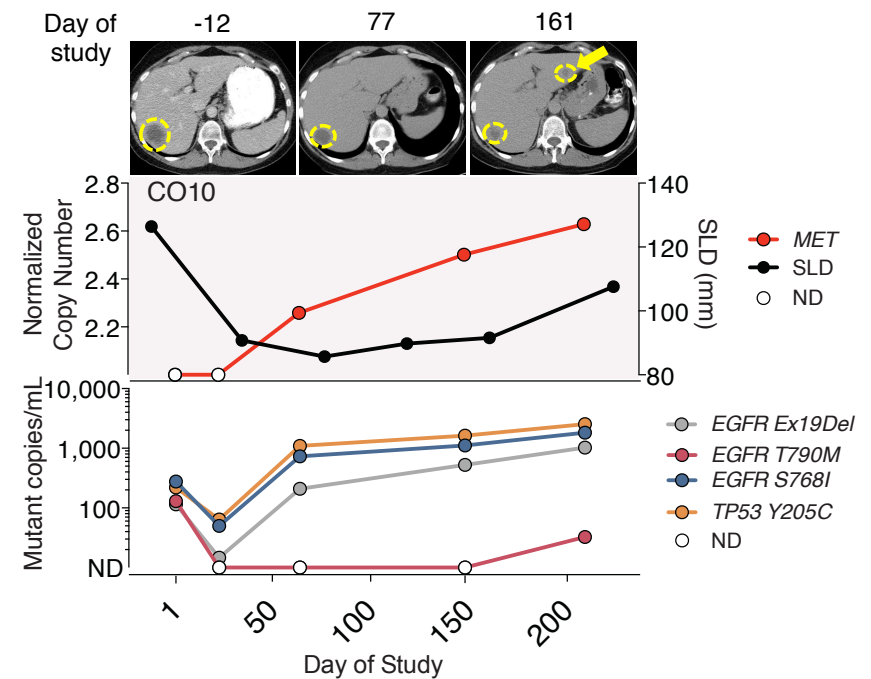 Day of study -12 77 161
CO10
Normalized Copy Number
2.8
2.6
2.4
2.2
140
120
100
80
SLD (mm)
MET
SLD
ND
Mutant copies/mL
10,000
1,000
100
ND
EGFR Ex19Del
EGFR T790M
EGFR S768I
TP53 Y205C
ND
1 50 100 150 200
Day of Study